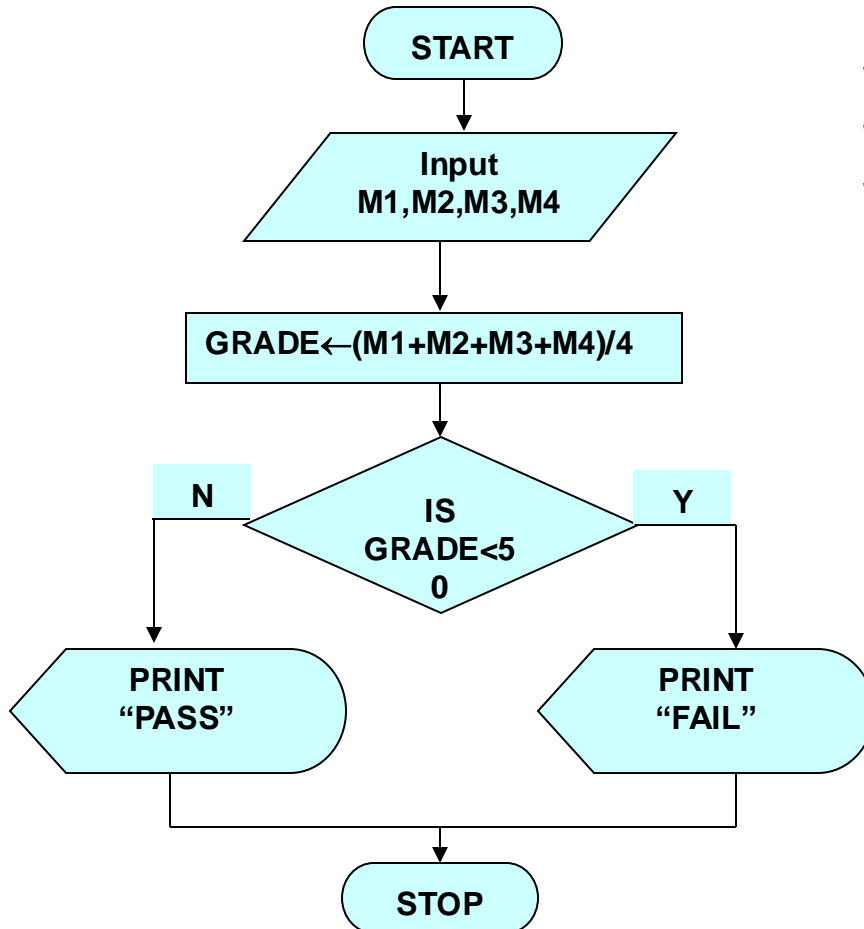 START
Input
M1,M2,M3,M4
GRADE←(M1+M2+M3+M4)/4
N
IS
GRADE<5
0
Y
PRINT
“PASS”
PRINT
“FAIL”
STOP